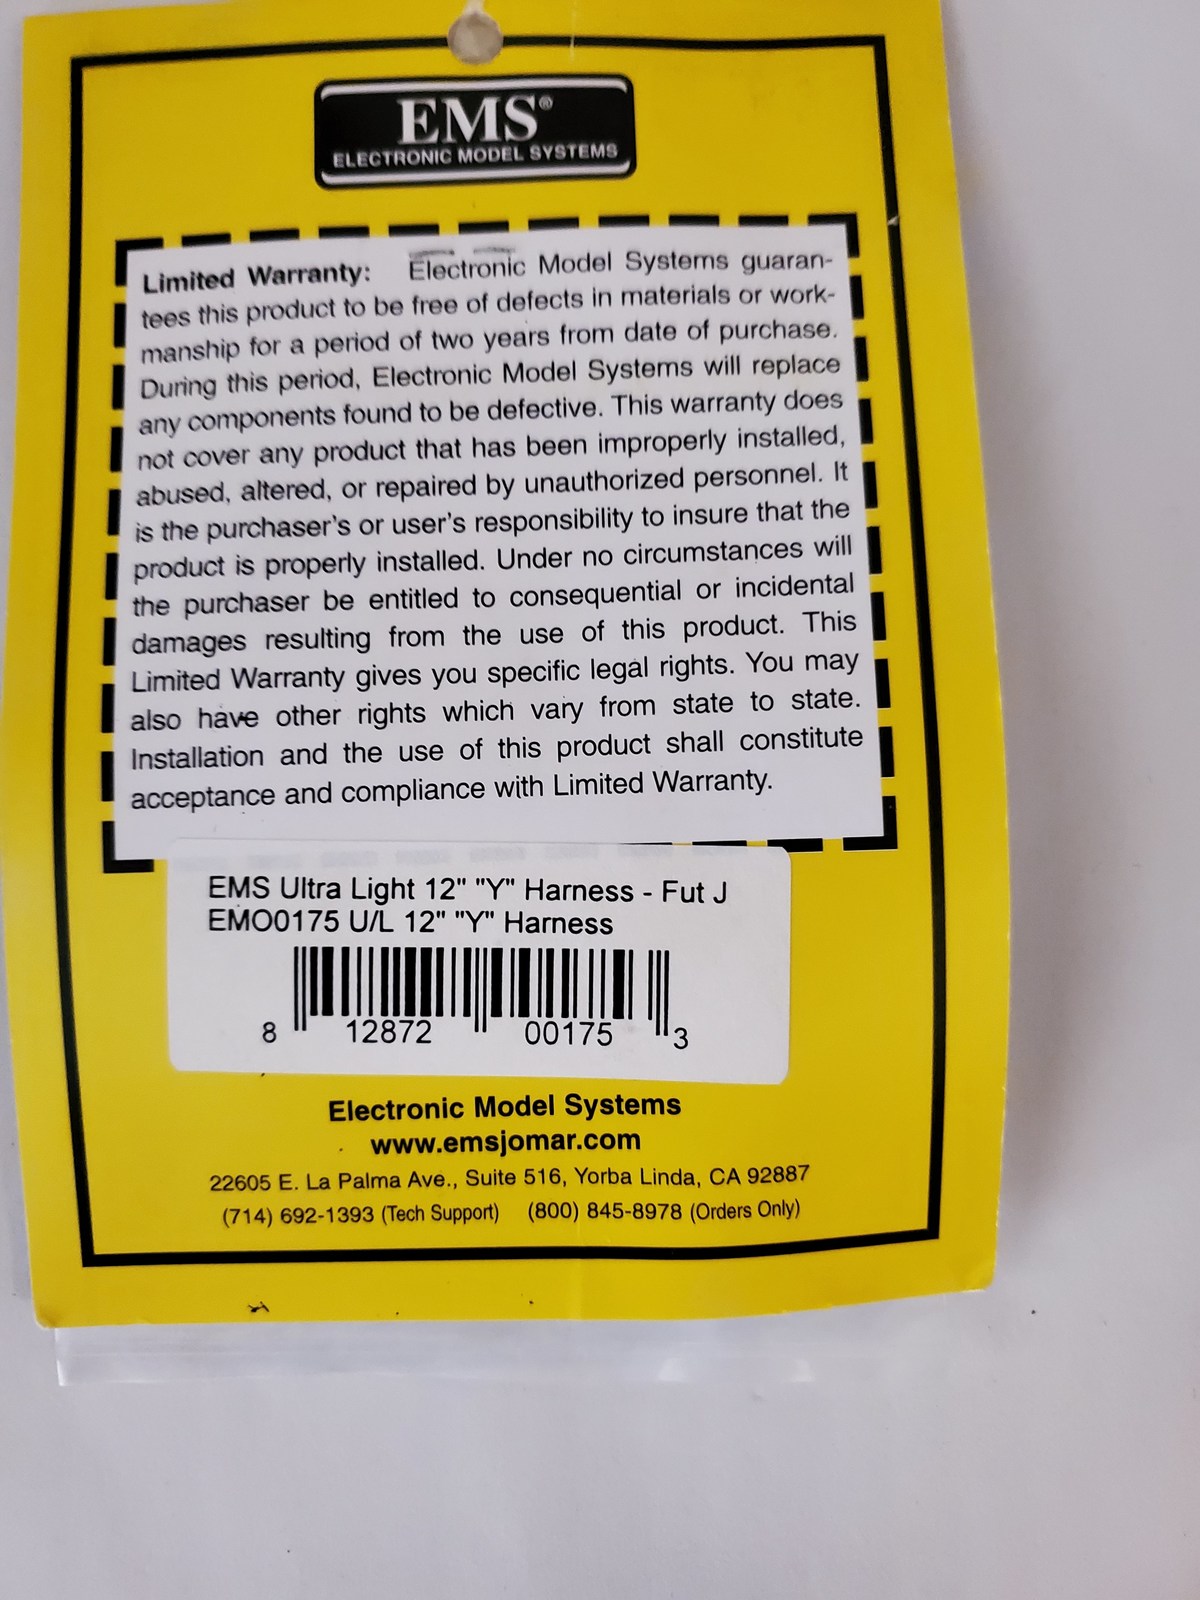 EMS®
ELECTRONIC MODEL SYSTEMS
Limited Warranty: Electronic Model Systems guaran-
tees this product to be free of defects in materials or work-
manship for a period of two years from date of purchase.
During this period, Electronic Model Systems will replace
any components found to be defective. This warranty does
not cover any product that has been improperly installed,
abused, altered, or repaired by unauthorized personnel. It
is the purchaser's or user's responsibility to insure that the
product is properly installed. Under no circumstances will
the purchaser be entitled to consequential or incidental
damages resulting from the use of this product. This
Limited Warranty gives you specific legal rights. You may
also have other rights which vary from state to state.
Installation and the use of this product shall constitute
acceptance and compliance with Limited Warranty.
EMS Ultra Light 12" "Y" Harness - Fut J
EMO0175 U/L 12" "Y" Harness
8 12872 00175 3
Electronic Model Systems
www.emsjomar.com
22605 E. La Palma Ave., Suite 516, Yorba Linda, CA 92887
(714) 692-1393 (Tech Support) (800) 845-8978 (Orders Only)